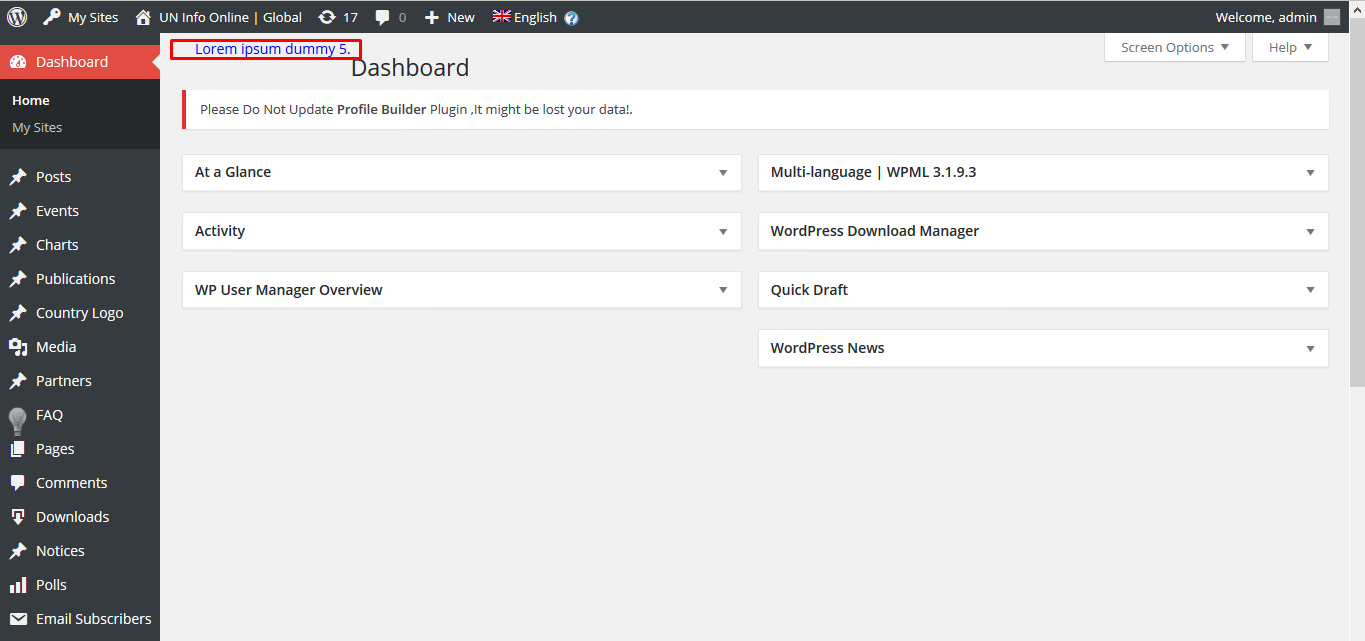 My Sites UN Info Online | Global 17 0 New English Welcome, admin
Lorem ipsum dummy 5.
Screen Options Help
Dashboard
Dashboard
Home
My Sites
Please Do Not Update Profile Builder Plugin ,It might be lost your data!.
Posts
Events
Charts
Publications
Country Logo
Media
Partners
FAQ
Pages
Comments
Downloads
Notices
Polls
Email Subscribers
At a Glance
Multi-language | WPML 3.1.9.3
Activity
WordPress Download Manager
WP User Manager Overview
Quick Draft
WordPress News